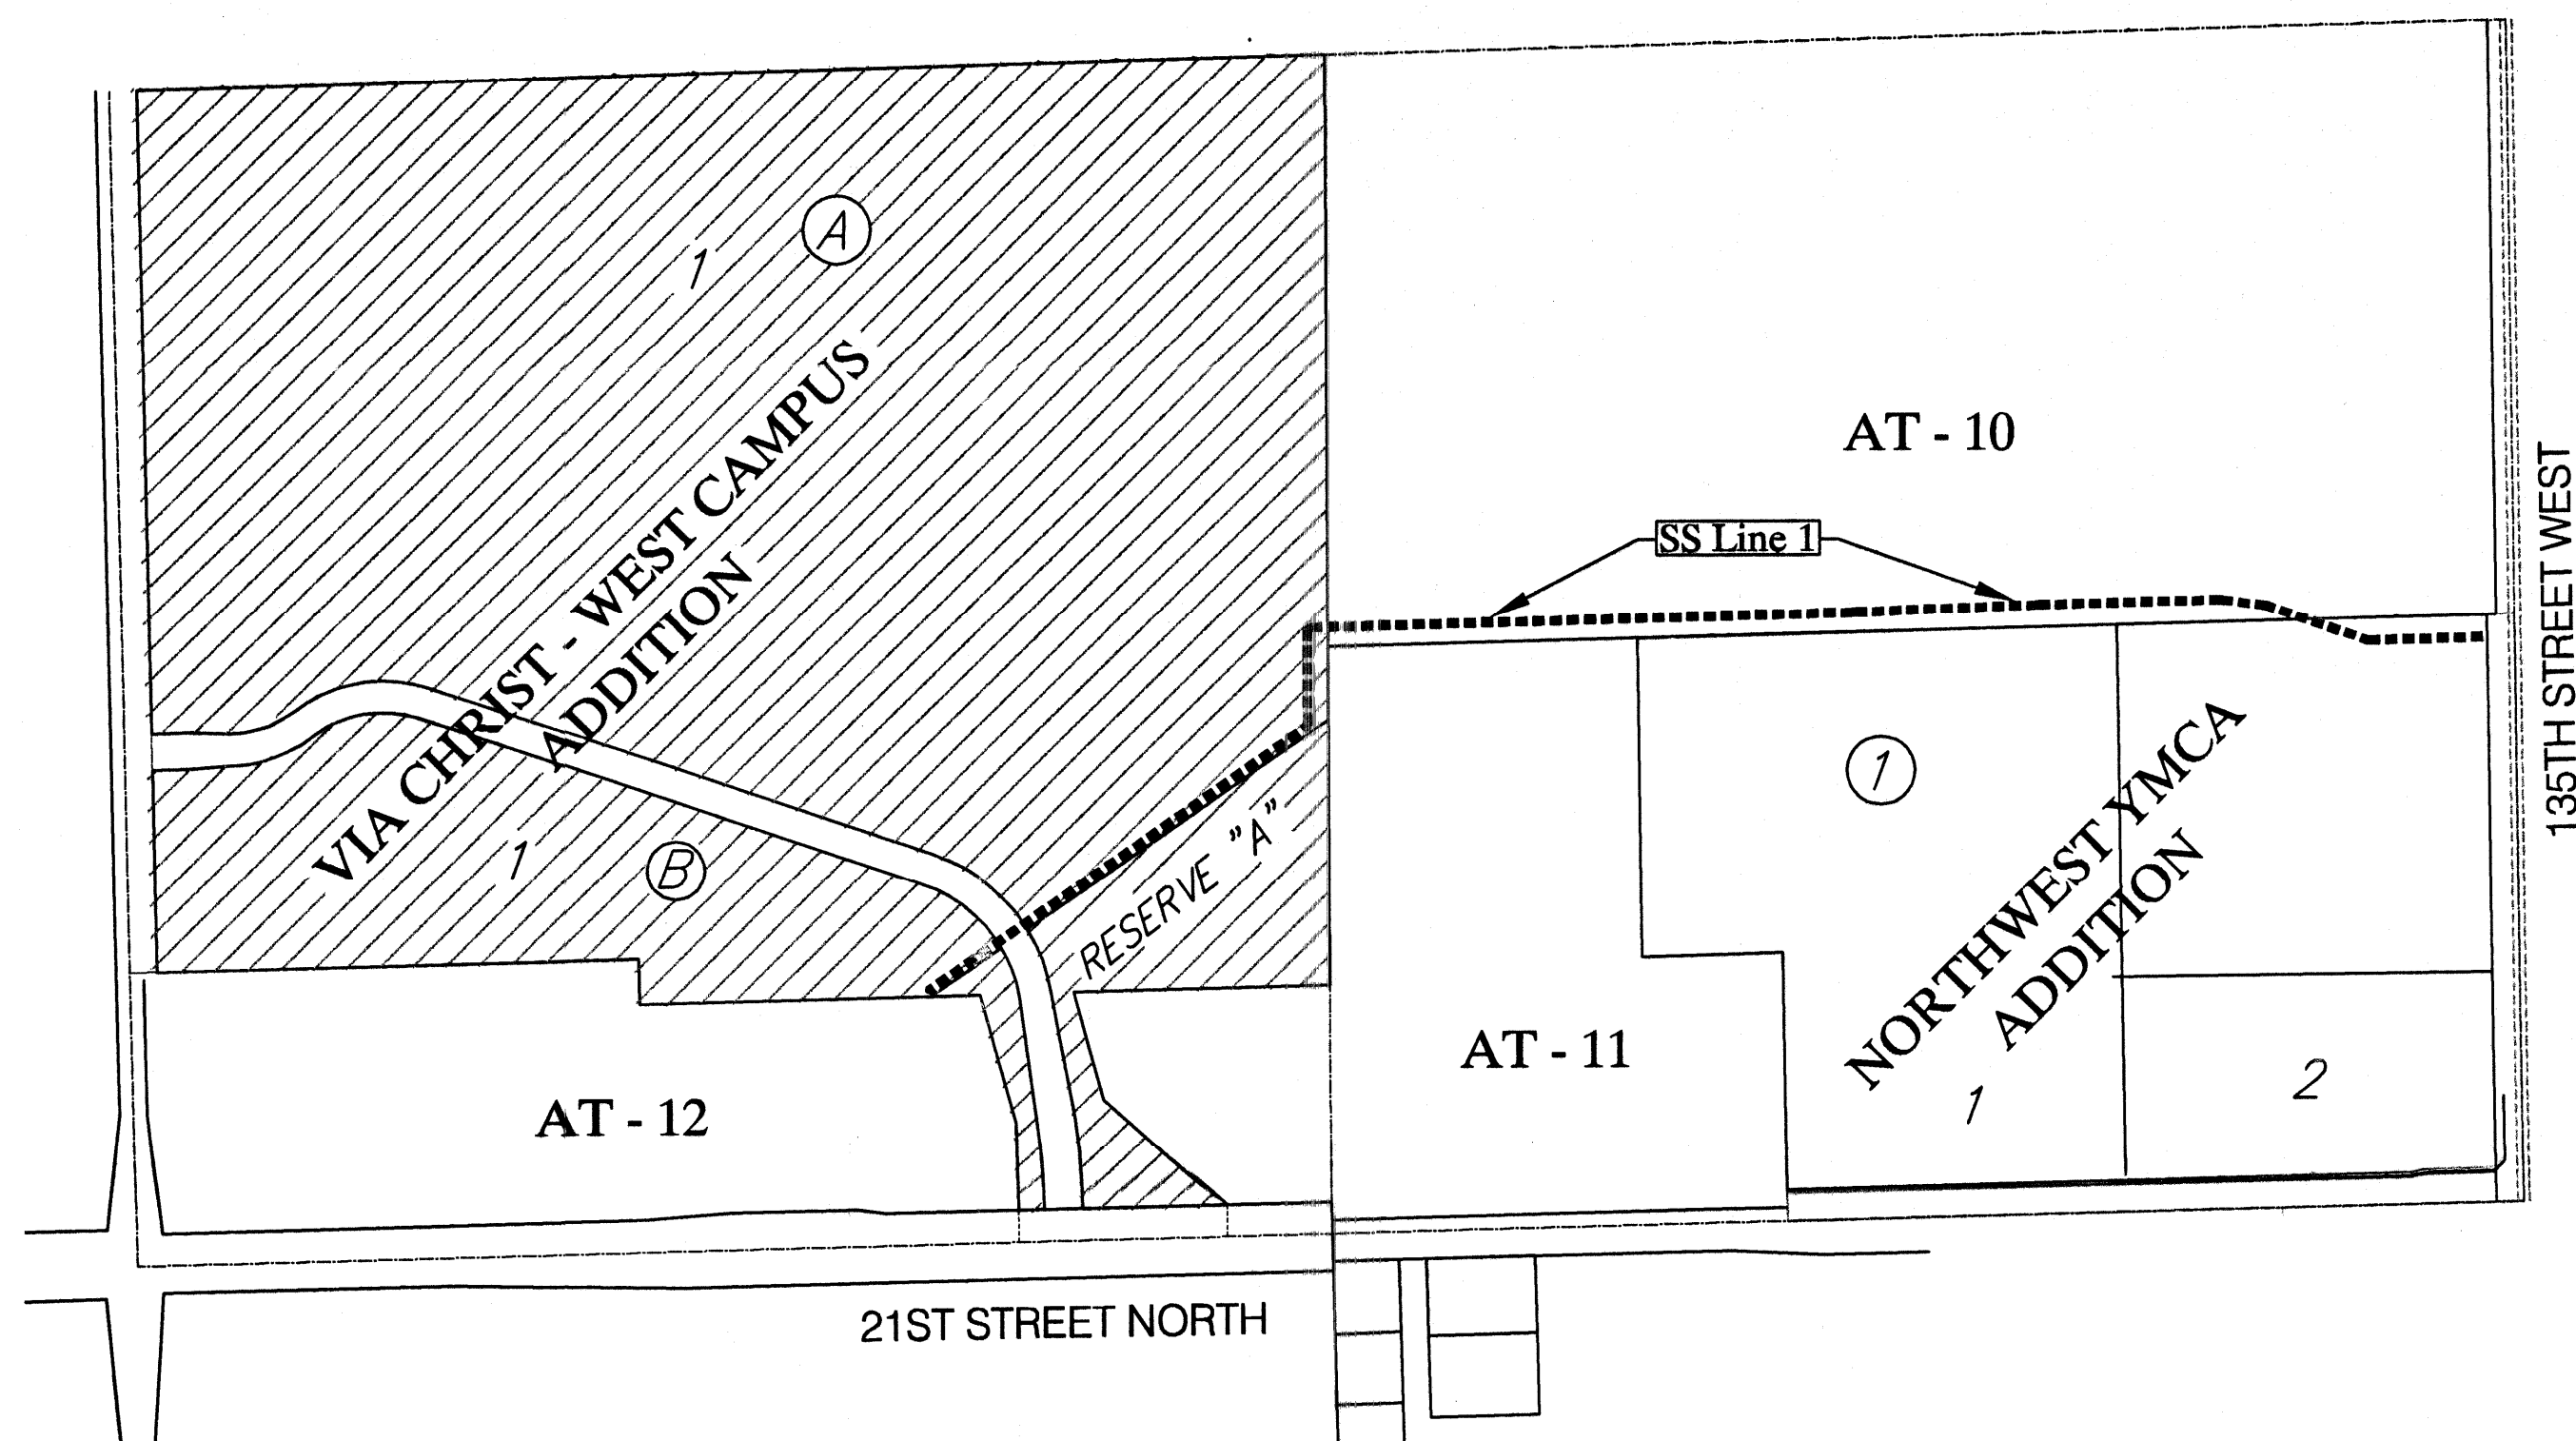 A
1
VIA CHRIST - WEST CAMPUS
ADDITION
AT - 10
SS Line 1
135TH STREET WEST
1
B
RESERVE "A"
1
NORTHWEST YMCA
ADDITION
AT - 11
1
2
AT - 12
21ST STREET NORTH